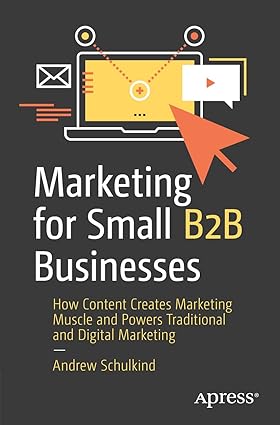 Marketing
for Small B2B
Businesses
How Content Creates Marketing
Muscle and Powers Traditional
and Digital Marketing
Andrew Schulkind
Apress®